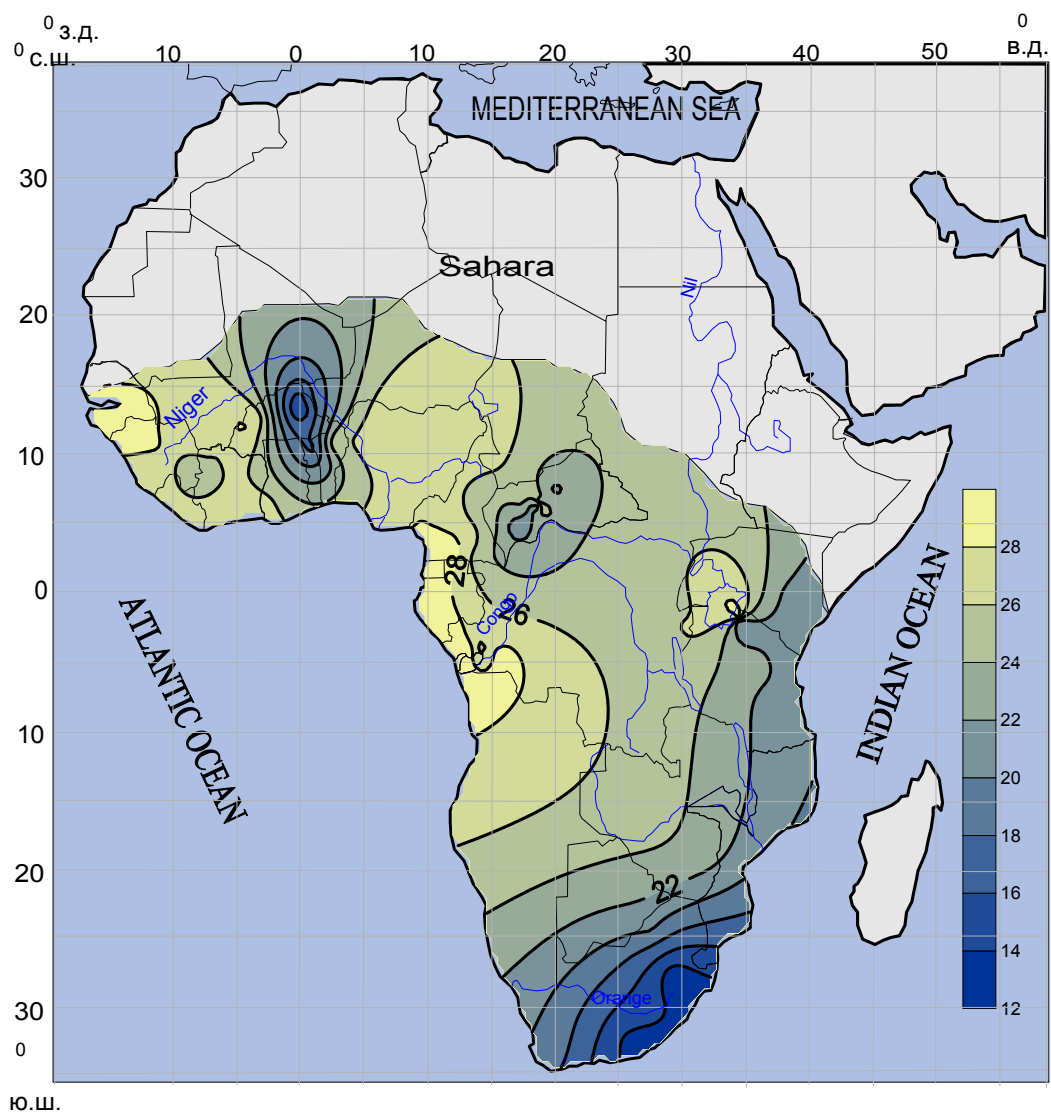 0 з.д.
0
0 с.ш.
10 0 10 20 30 40 50
в.д.
MEDITERRANEAN SEA
30
Sahara
Nil
20
Niger
10
28
28
0
26
Congo
26
ATLANTIC OCEAN
INDIAN OCEAN
24
22
10
20
18
20
22
16
14
Orange
30
12
0
ю.ш.